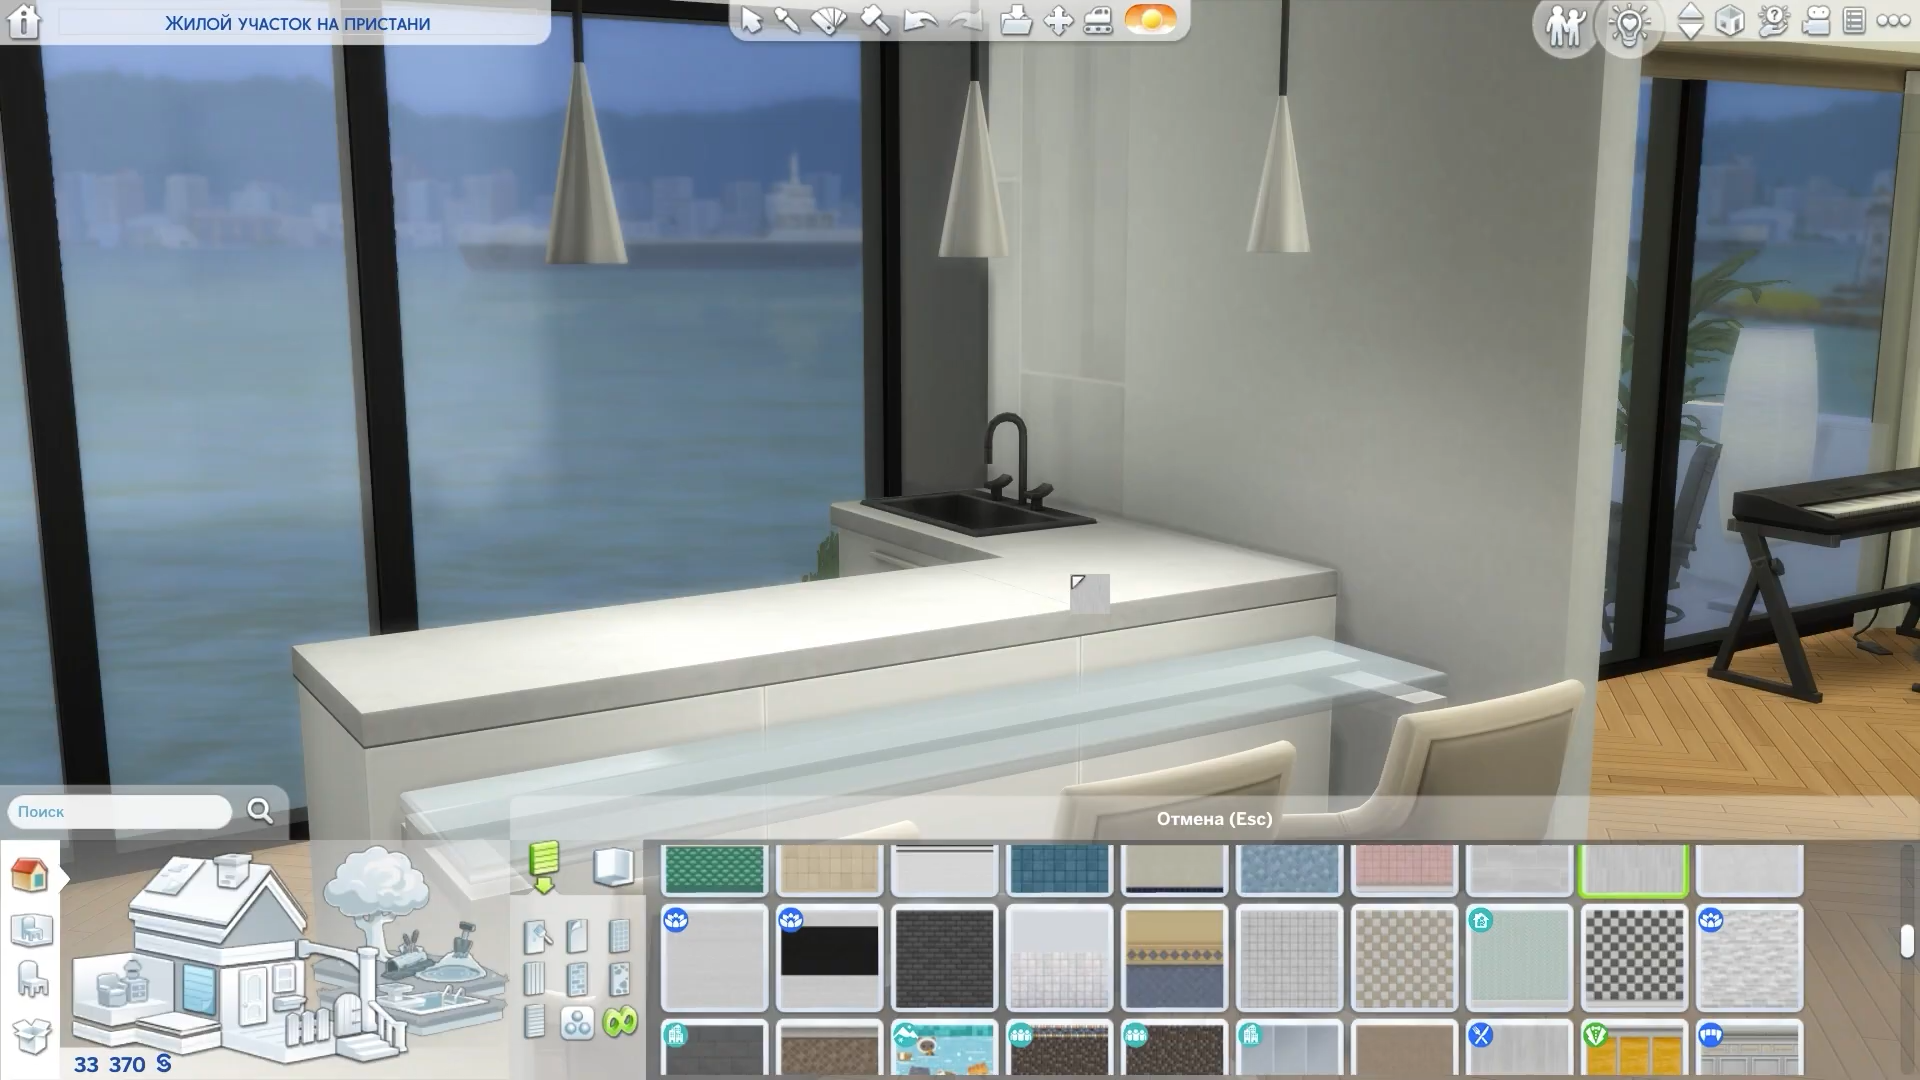 Жилой участок на пристани
Поиск
Отмена (Esc)
33 370